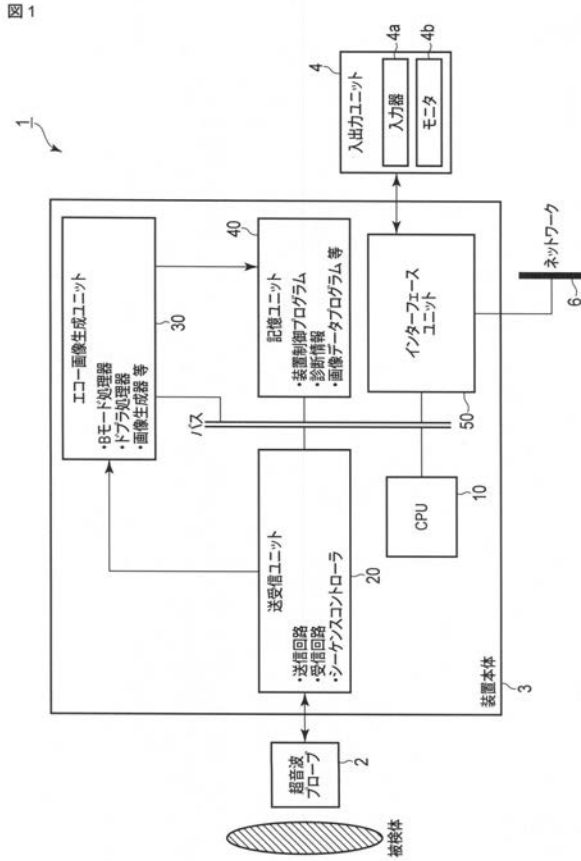 図1
1
エコー画像生成ユニット
・Bモード処理器
・ドプラ処理器
・画像生成器 等
30
記憶ユニット
・装置制御プログラム
・診断情報
・画像データプログラム 等
40
バス
送受信ユニット
・送信回路
・受信回路
・シーケンスコントローラ
20
CPU
10
インターフェース
ユニット
50
入出力ユニット
4
入力器
4a
モニタ
4b
ネットワーク
6
装置本体
3
超音波
プローブ
2
被検体